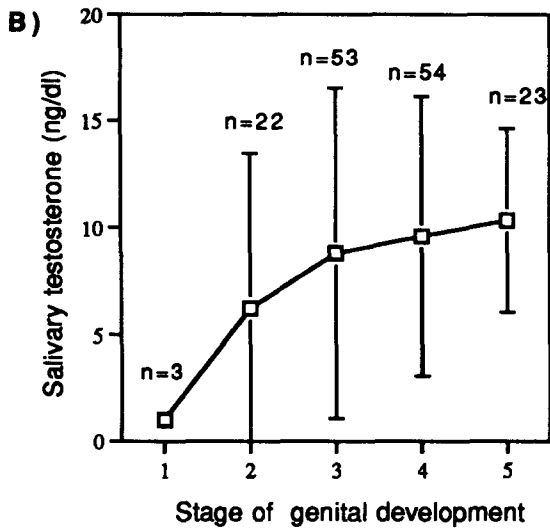 B)
20
n=53
n=54
n=22
n=23
15
Salivary testosterone (ng/dl)
10
5
n=3
0
1 2 3 4 5
Stage of genital development